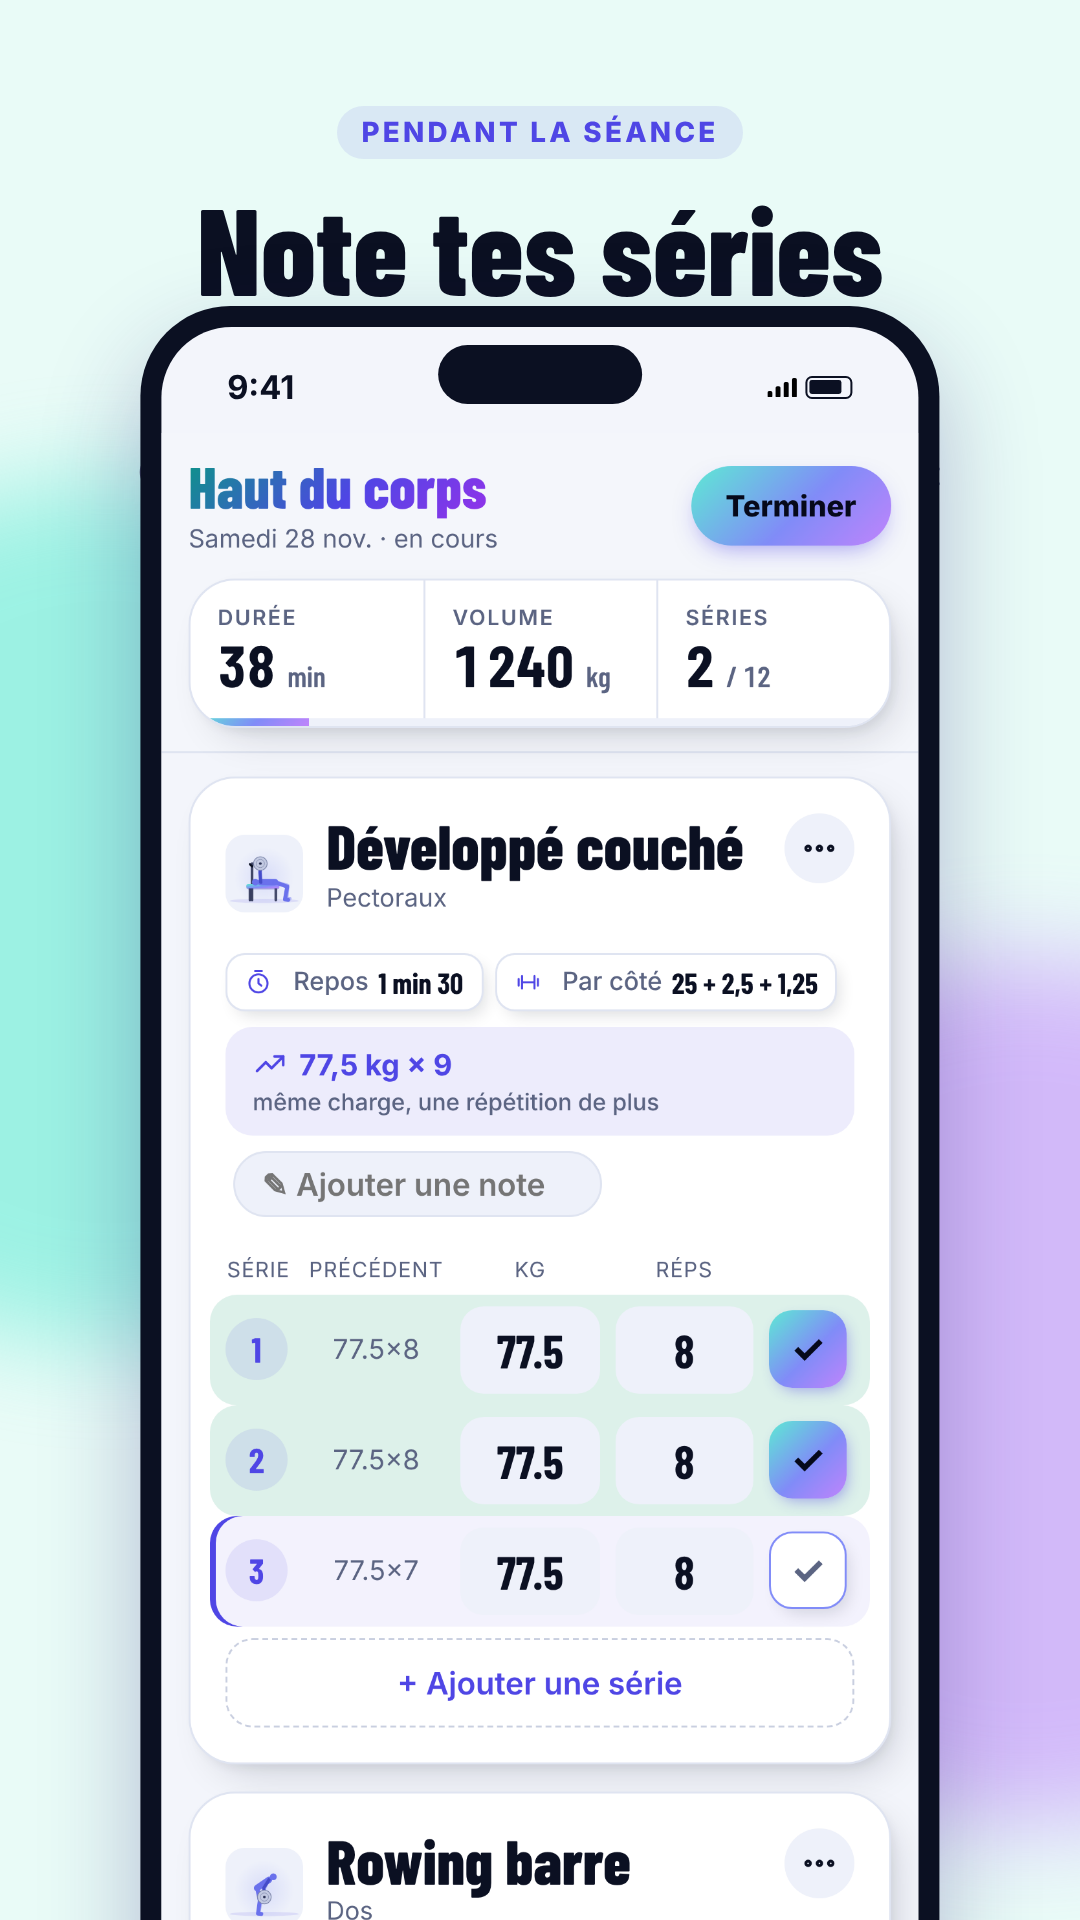 PENDANT LA SÉANCE
Note tes séries
9:41
Haut du corps
Terminer
Samedi 28 nov. · en cours
DURÉE VOLUME SÉRIES
38 min 1 240 kg 2 / 12
Développé couché
Pectoraux
Repos 1 min 30 Par côté 25 + 2,5 + 1,25
77,5 kg × 9
même charge, une répétition de plus
✎ Ajouter une note
SÉRIE PRÉCÉDENT KG RÉPS
1 77.5×8 77.5 8
2 77.5×8 77.5 8
3 77.5×7 77.5 8
+ Ajouter une série
Rowing barre
Dos